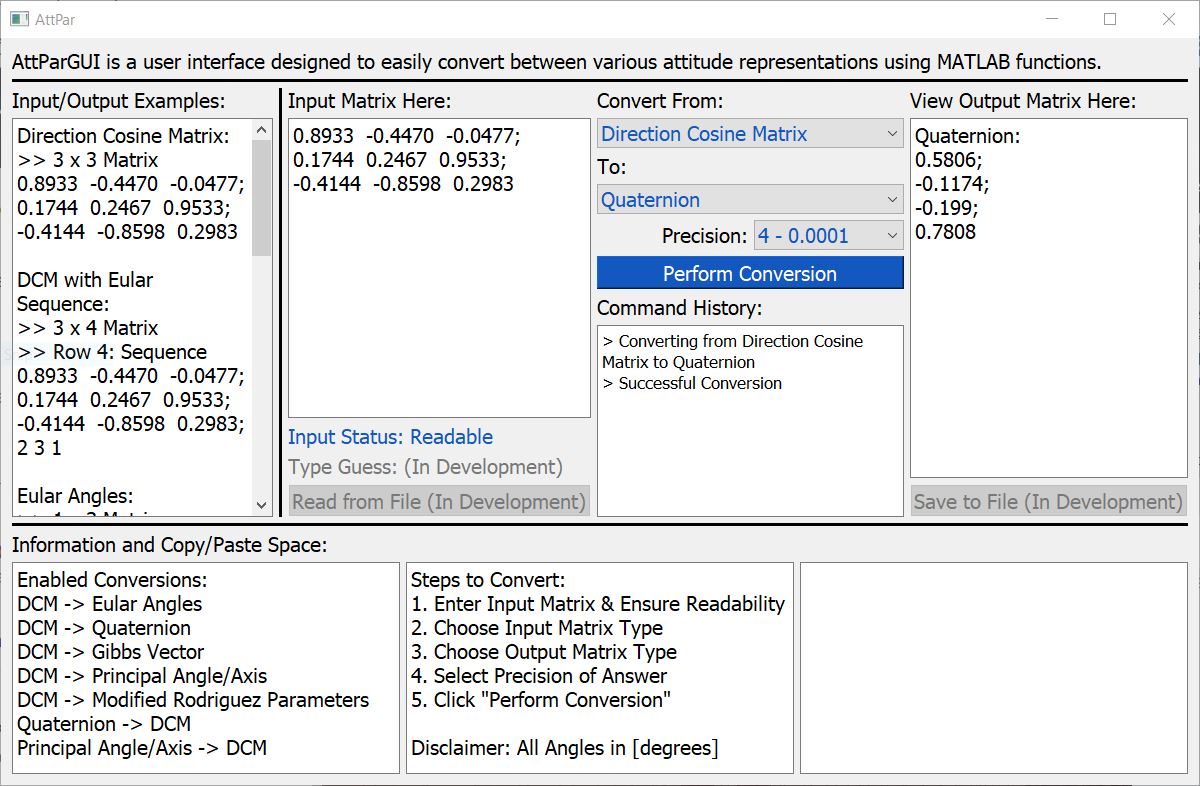 AttPar
AttParGUI is a user interface designed to easily convert between various attitude representations using MATLAB functions.
Input/Output Examples:
Direction Cosine Matrix:
>> 3 x 3 Matrix
0.8933  -0.4470  -0.0477;
0.1744  0.2467  0.9533;
-0.4144  -0.8598  0.2983
DCM with Eular
Sequence:
>> 3 x 4 Matrix
>> Row 4: Sequence
0.8933  -0.4470  -0.0477;
0.1744  0.2467  0.9533;
-0.4144  -0.8598  0.2983;
2 3 1
Eular Angles:
Input Matrix Here:
0.8933  -0.4470  -0.0477;
0.1744  0.2467  0.9533;
-0.4144  -0.8598  0.2983
Input Status: Readable
Type Guess: (In Development)
Read from File (In Development)
Convert From:
Direction Cosine Matrix
To:
Quaternion
Precision: 4 - 0.0001
Perform Conversion
Command History:
> Converting from Direction Cosine
Matrix to Quaternion
> Successful Conversion
View Output Matrix Here:
Quaternion:
0.5806;
-0.1174;
-0.199;
0.7808
Save to File (In Development)
Information and Copy/Paste Space:
Enabled Conversions:
DCM -> Eular Angles
DCM -> Quaternion
DCM -> Gibbs Vector
DCM -> Principal Angle/Axis
DCM -> Modified Rodriguez Parameters
Quaternion -> DCM
Principal Angle/Axis -> DCM
Steps to Convert:
1. Enter Input Matrix & Ensure Readability
2. Choose Input Matrix Type
3. Choose Output Matrix Type
4. Select Precision of Answer
5. Click "Perform Conversion"
Disclaimer: All Angles in [degrees]